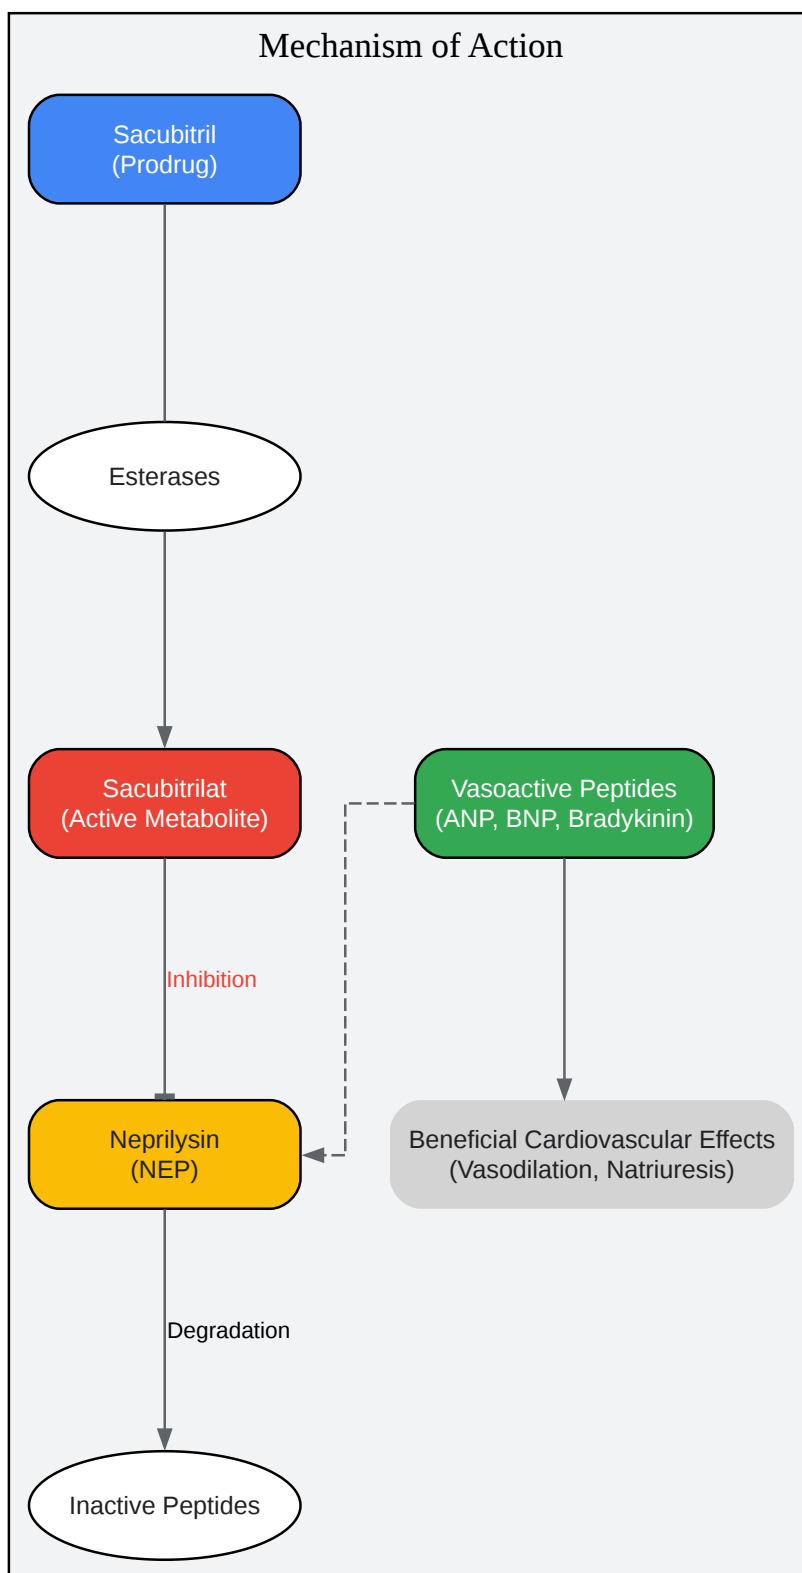 Mechanism of Action
Sacubitril
(Prodrug)
Esterases
Sacubitrilat
(Active Metabolite)
Vasoactive Peptides
(ANP, BNP, Bradykinin)
Inhibition
Neprilysin
(NEP)
Beneficial Cardiovascular Effects
(Vasodilation, Natriuresis)
Degradation
Inactive Peptides